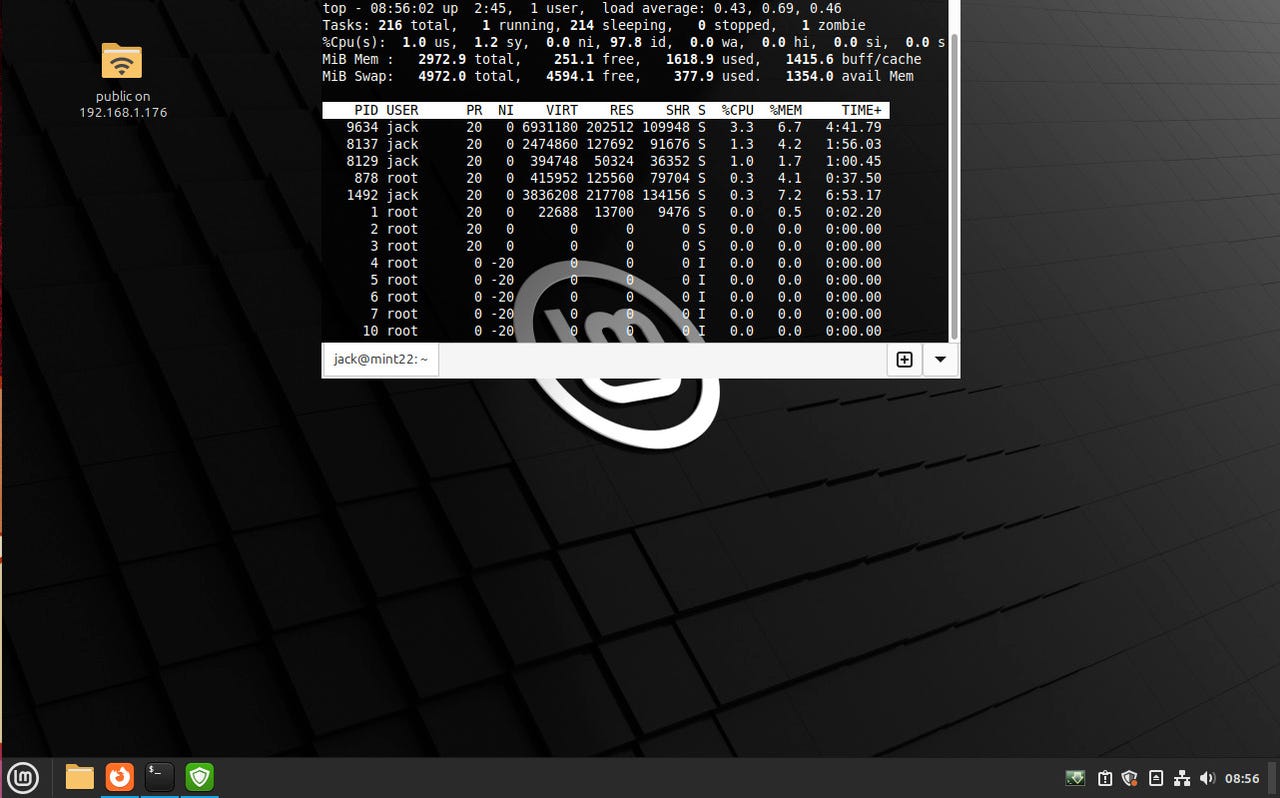 top - 08:56:02 up  2:45,  1 user,  load average: 0.43, 0.69, 0.46
Tasks: 216 total,   1 running, 214 sleeping,   0 stopped,   1 zombie
%Cpu(s):  1.0 us,  1.2 sy,  0.0 ni, 97.8 id,  0.0 wa,  0.0 hi,  0.0 si,  0.0 s
MiB Mem :   2972.9 total,    251.1 free,   1618.9 used,   1415.6 buff/cache
MiB Swap:   4972.0 total,   4594.1 free,    377.9 used.   1354.0 avail Mem
PID USER PR NI VIRT RES SHR S %CPU %MEM TIME+
9634 jack 20 0 6931180 202512 109948 S 3.3 6.7 4:41.79
8137 jack 20 0 2474860 127692 91676 S 1.3 4.2 1:56.03
8129 jack 20 0 394748 50324 36352 S 1.0 1.7 1:00.45
878 root 20 0 415952 125560 79704 S 0.3 4.1 0:37.50
1492 jack 20 0 3836208 217708 134156 S 0.3 7.2 6:53.17
1 root 20 0 22688 13700 9476 S 0.0 0.5 0:02.20
2 root 20 0 0 0 0 S 0.0 0.0 0:00.00
3 root 20 0 0 0 0 S 0.0 0.0 0:00.00
4 root 0 -20 0 0 0 I 0.0 0.0 0:00.00
5 root 0 -20 0 0 0 I 0.0 0.0 0:00.00
6 root 0 -20 0 0 0 I 0.0 0.0 0:00.00
7 root 0 -20 0 0 0 I 0.0 0.0 0:00.00
10 root 0 -20 0 0 0 I 0.0 0.0 0:00.00
jack@mint22: ~
public on
192.168.1.176
$_
08:56